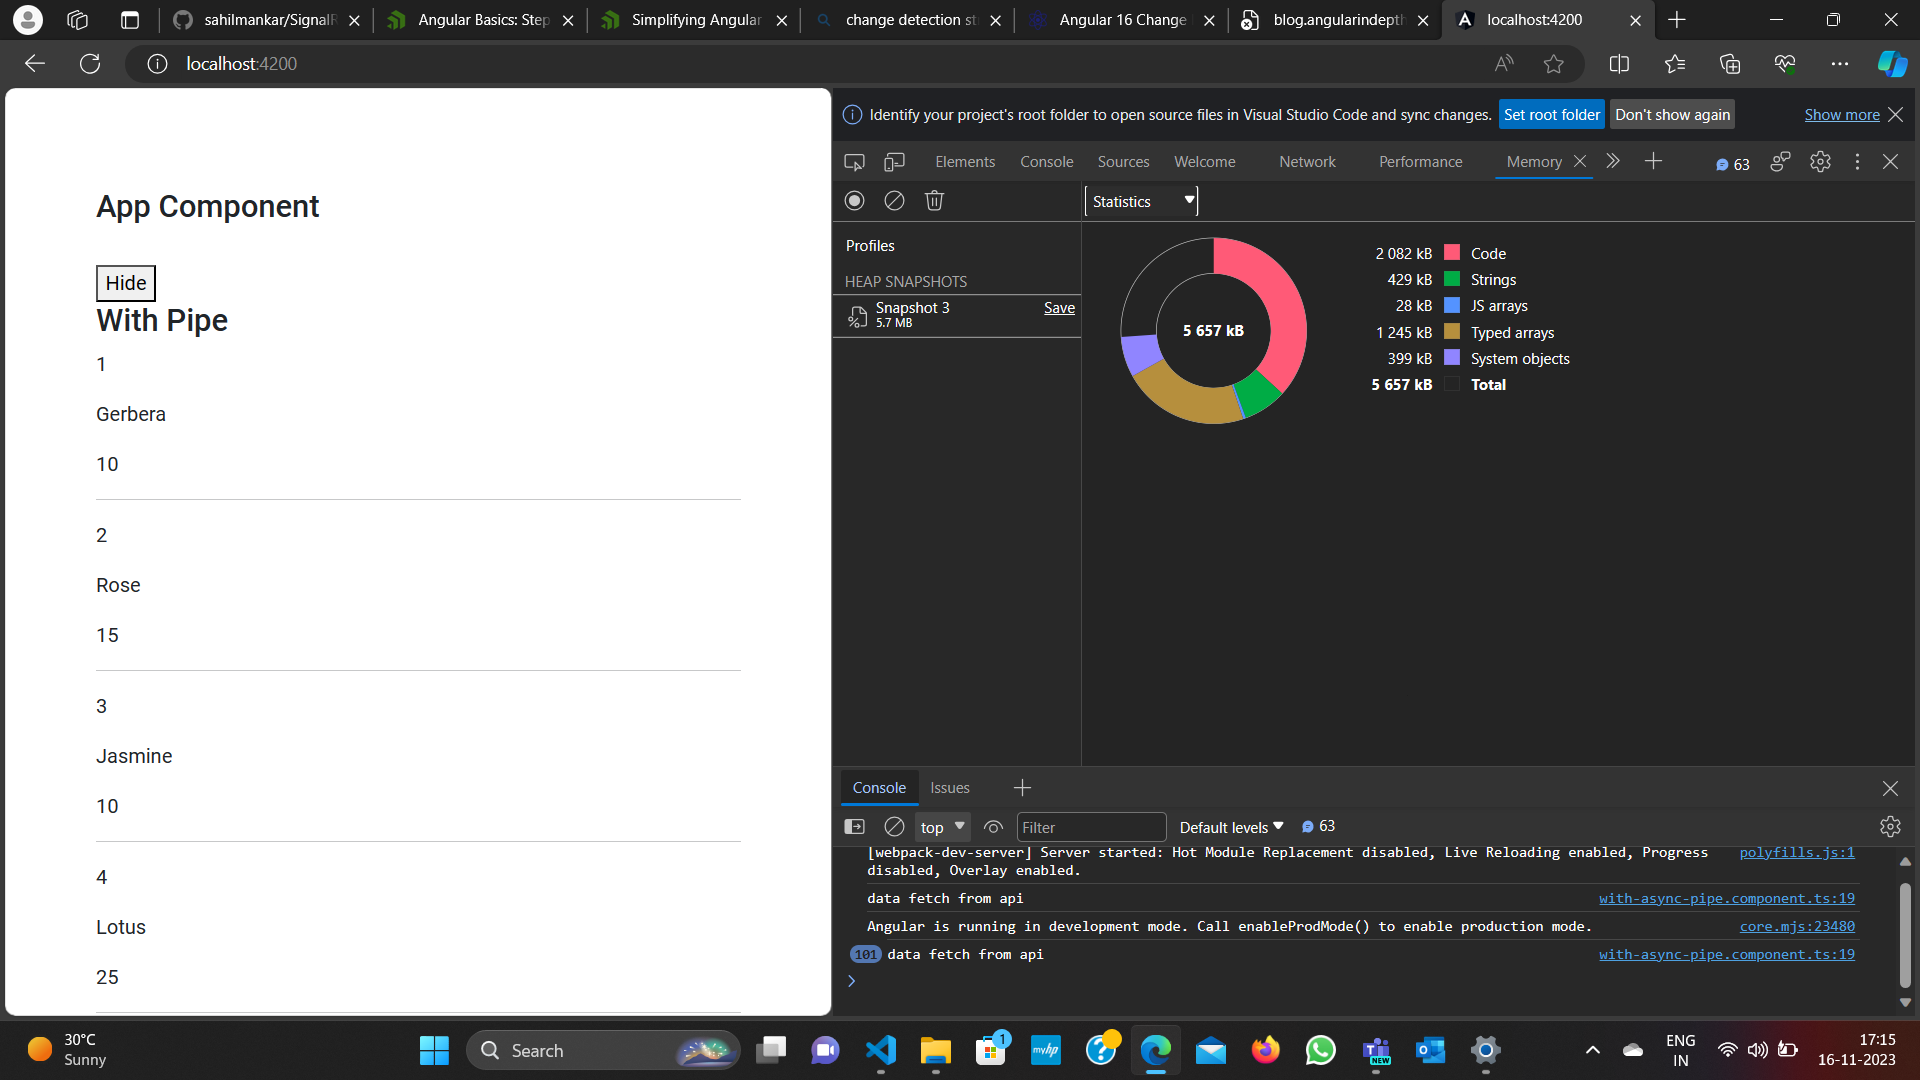 sahilmankar/SignalR
Angular Basics: Step
Simplifying Angular
change detection st
Angular 16 Change
blog.angularindepth
localhost:4200
localhost:4200
Identify your project's root folder to open source files in Visual Studio Code and sync changes. Set root folder Don't show again Show more
Elements Console Sources Welcome Network Performance Memory 63
Statistics
Profiles
HEAP SNAPSHOTS
Snapshot 3 Save
5.7 MB
5 657 kB
2 082 kB Code
429 kB Strings
28 kB JS arrays
1 245 kB Typed arrays
399 kB System objects
5 657 kB Total
App Component
Hide
With Pipe
1
Gerbera
10
2
Rose
15
3
Jasmine
10
4
Lotus
25
Console Issues
top Filter Default levels 63
[webpack-dev-server] Server started: Hot Module Replacement disabled, Live Reloading enabled, Progress polyfills.js:1
disabled, Overlay enabled.
data fetch from api with-async-pipe.component.ts:19
Angular is running in development mode. Call enableProdMode() to enable production mode. core.mjs:23480
101 data fetch from api with-async-pipe.component.ts:19
30°C
Sunny
Search
1
myhp
NEW
ENG
IN
17:15
16-11-2023